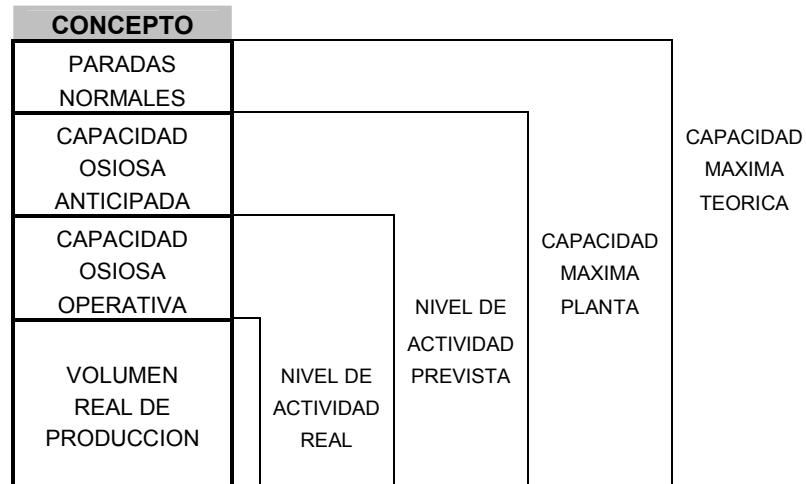 CONCEPTO
PARADAS
NORMALES
CAPACIDAD
OSIOSA
ANTICIPADA
CAPACIDAD
OSIOSA
OPERATIVA
VOLUMEN
REAL DE
PRODUCCION
NIVEL DE
ACTIVIDAD
REAL
NIVEL DE
ACTIVIDAD
PREVISTA
CAPACIDAD
MAXIMA
PLANTA
CAPACIDAD
MAXIMA
TEORICA